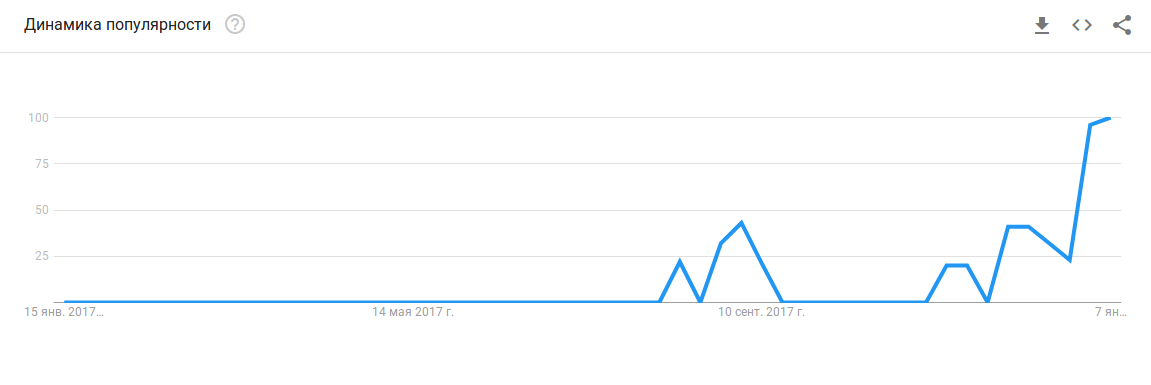 Динамика популярности ?
100
75
50
25
15 янв. 2017…
14 мая 2017 г.
10 сент. 2017 г.
7 ян…